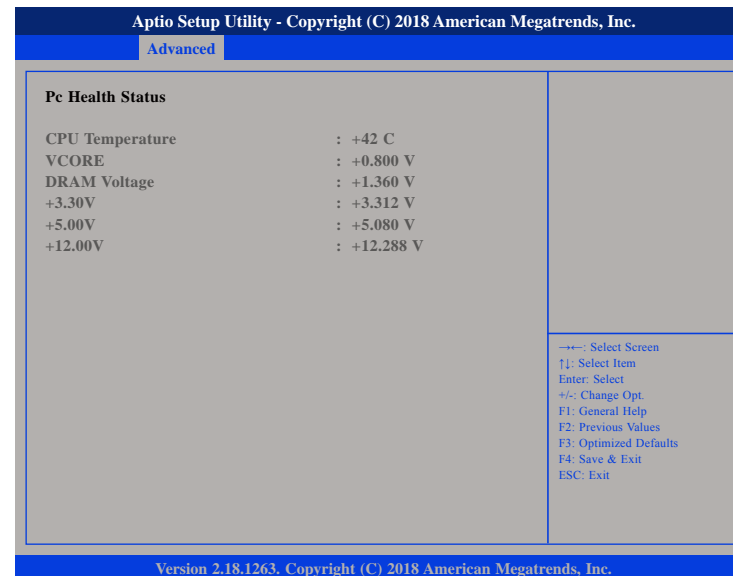 Aptio Setup Utility - Copyright (C) 2018 American Megatrends, Inc.
Advanced
Pc Health Status
CPU Temperature : +42 C
VCORE : +0.800 V
DRAM Voltage : +1.360 V
+3.30V : +3.312 V
+5.00V : +5.080 V
+12.00V : +12.288 V
→←: Select Screen
↑↓: Select Item
Enter: Select
+/-: Change Opt.
F1: General Help
F2: Previous Values
F3: Optimized Defaults
F4: Save & Exit
ESC: Exit
Version 2.18.1263. Copyright (C) 2018 American Megatrends, Inc.